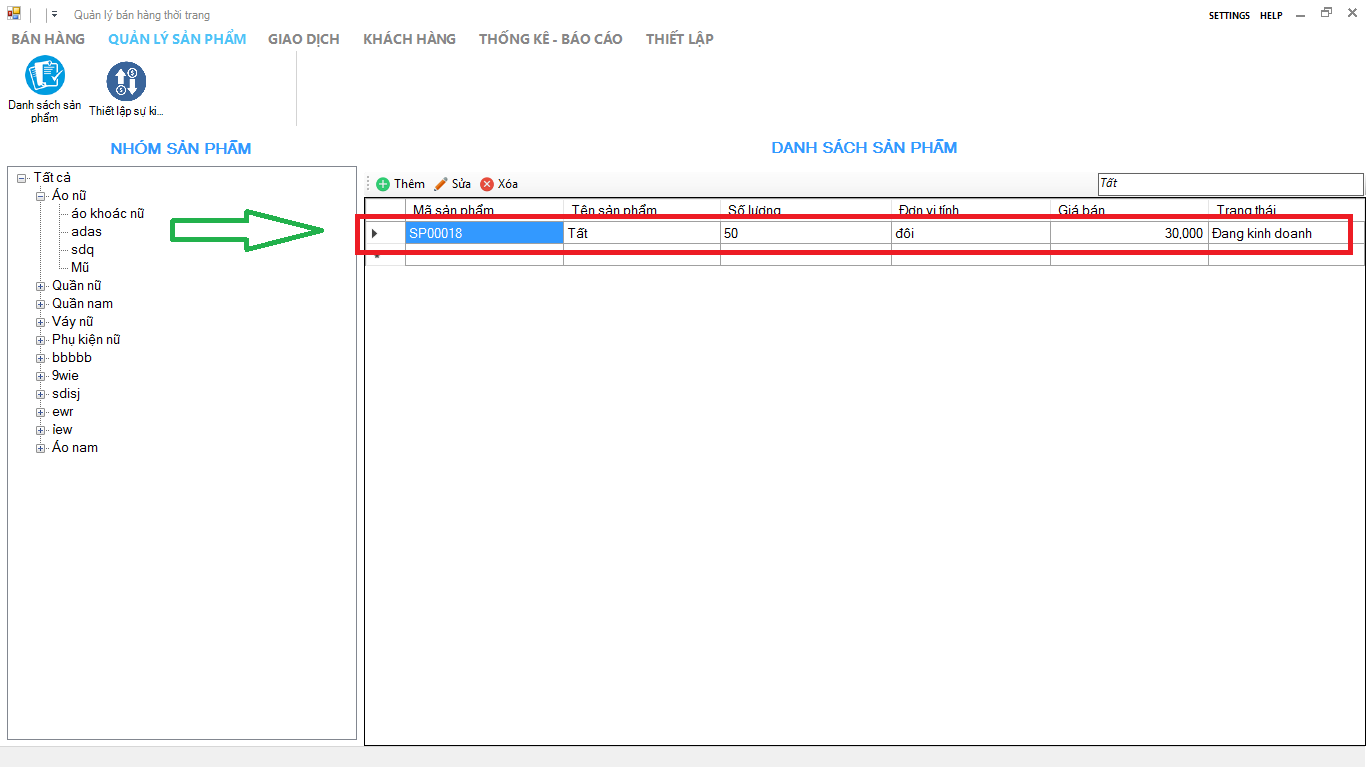 Quản lý bán hàng thời trang
SETTINGS HELP
BÁN HÀNG QUẢN LÝ SẢN PHẨM GIAO DỊCH KHÁCH HÀNG THỐNG KÊ - BÁO CÁO THIẾT LẬP
Danh sách sản phẩm
Thiết lập sự ki...
NHÓM SẢN PHẨM
Tất cả
Áo nữ
áo khoác nữ
adas
sdq
Mũ
Quần nữ
Quần nam
Váy nữ
Phụ kiện nữ
bbbbb
9wie
sdisj
ewr
iew
Áo nam
DANH SÁCH SẢN PHẨM
Thêm Sửa Xóa
Tất
Mã sản phẩm Tên sản phẩm Số lượng Đơn vị tính Giá bán Trạng thái
SP00018 Tất 50 đôi 30,000 Đang kinh doanh